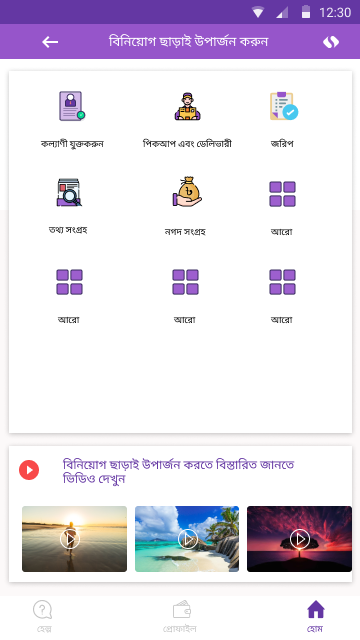 12:30
বিনিয়োগ ছাড়াই উপার্জন করুন
কল্যাণী যুক্তকরুন
পিকআপ এবং ডেলিভারী
জরিপ
তথ্য সংগ্রহ
নগদ সংগ্রহ
আরো
আরো
আরো
আরো
বিনিয়োগ ছাড়াই উপার্জন করতে বিস্তারিত জানতে
ভিডিও দেখুন
হেল্প
প্রোফাইল
হোম